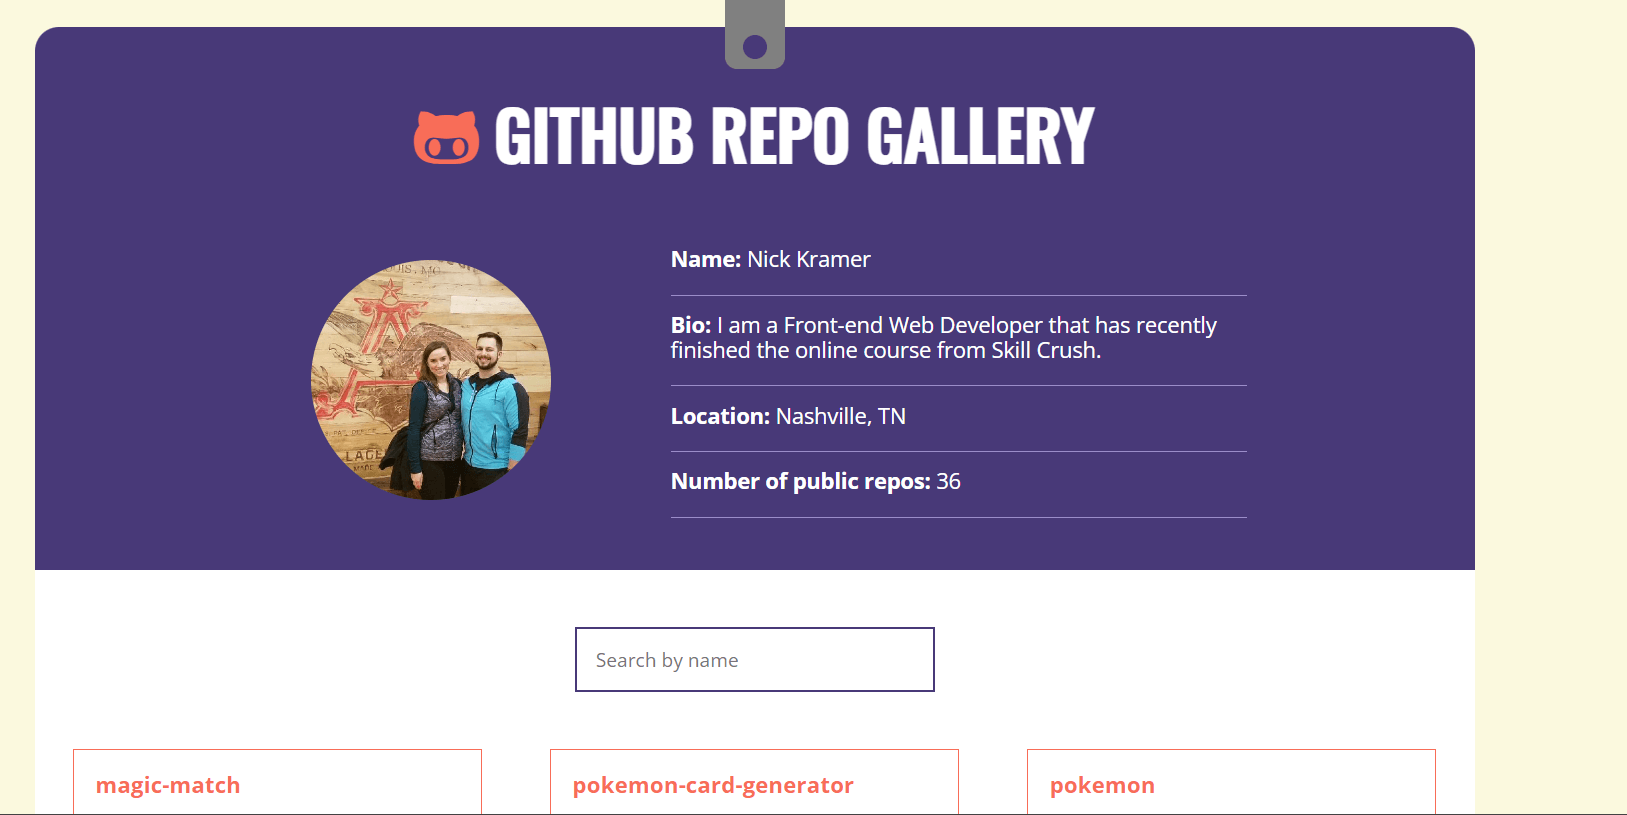 GITHUB REPO GALLERY
Name: Nick Kramer
Bio: I am a Front-end Web Developer that has recently
finished the online course from Skill Crush.
Location: Nashville, TN
Number of public repos: 36
Search by name
magic-match
pokemon-card-generator
pokemon